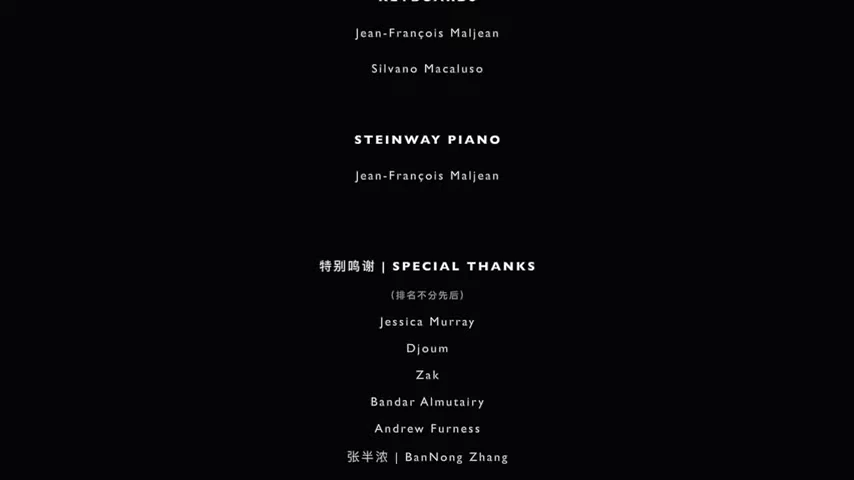 KEYBOARDS
Jean-François Maljean
Silvano Macaluso
STEINWAY PIANO
Jean-François Maljean
特别鸣谢 | SPECIAL THANKS
(排名不分先后)
Jessica Murray
Djoum
Zak
Bandar Almutairy
Andrew Furness
张半浓 | BanNong Zhang